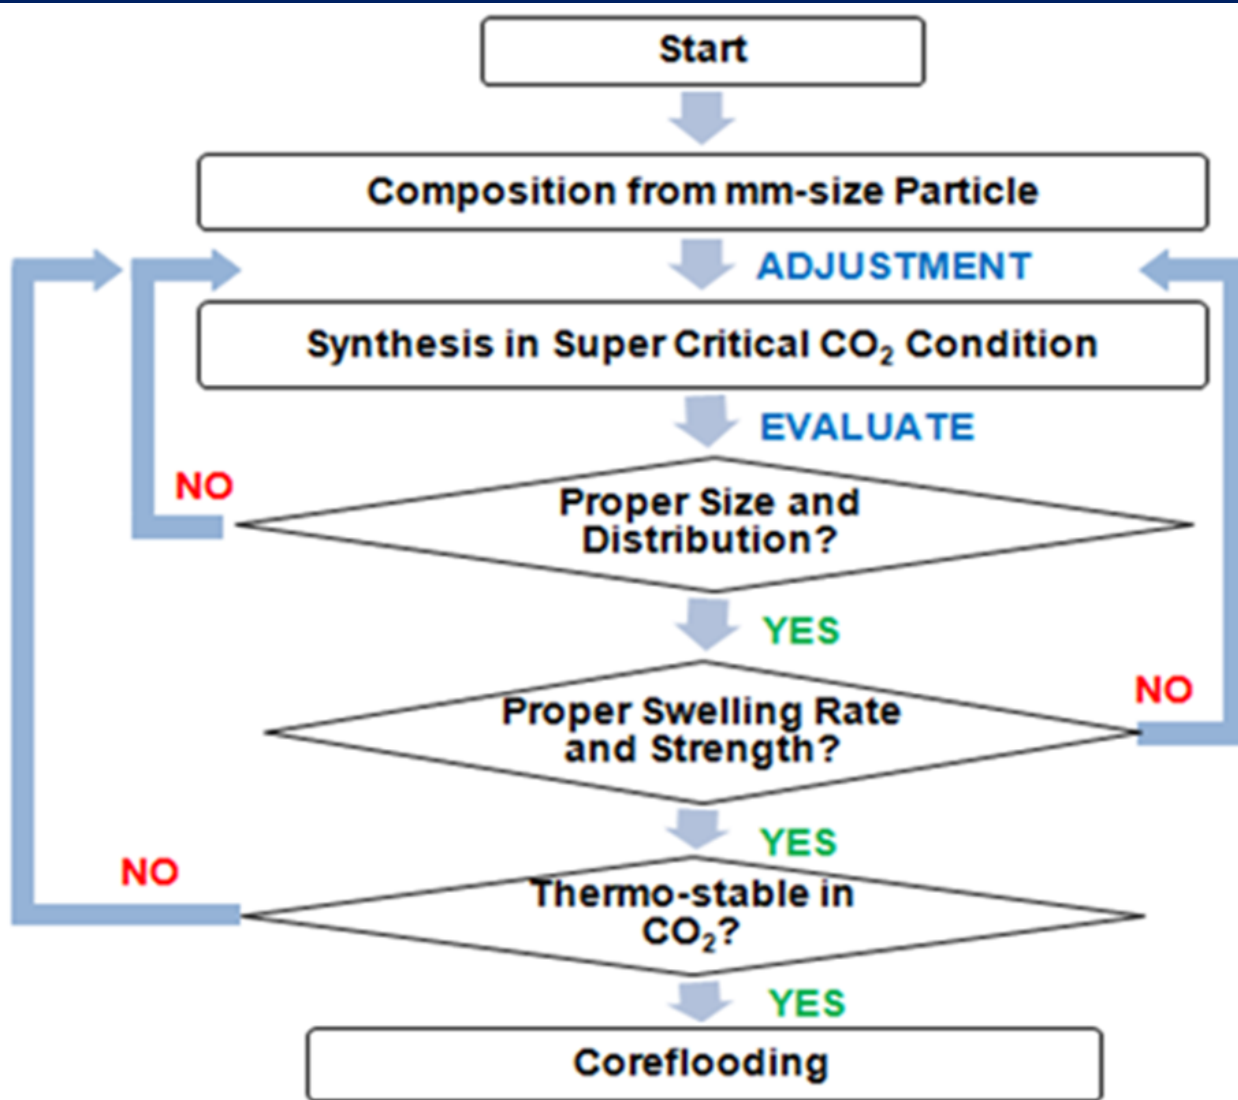 Start
Composition from mm-size Particle
ADJUSTMENT
Synthesis in Super Critical CO₂ Condition
EVALUATE
NO
Proper Size and
Distribution?
YES
NO
Proper Swelling Rate
and Strength?
YES
NO
Thermo-stable in
CO₂?
YES
Coreflooding